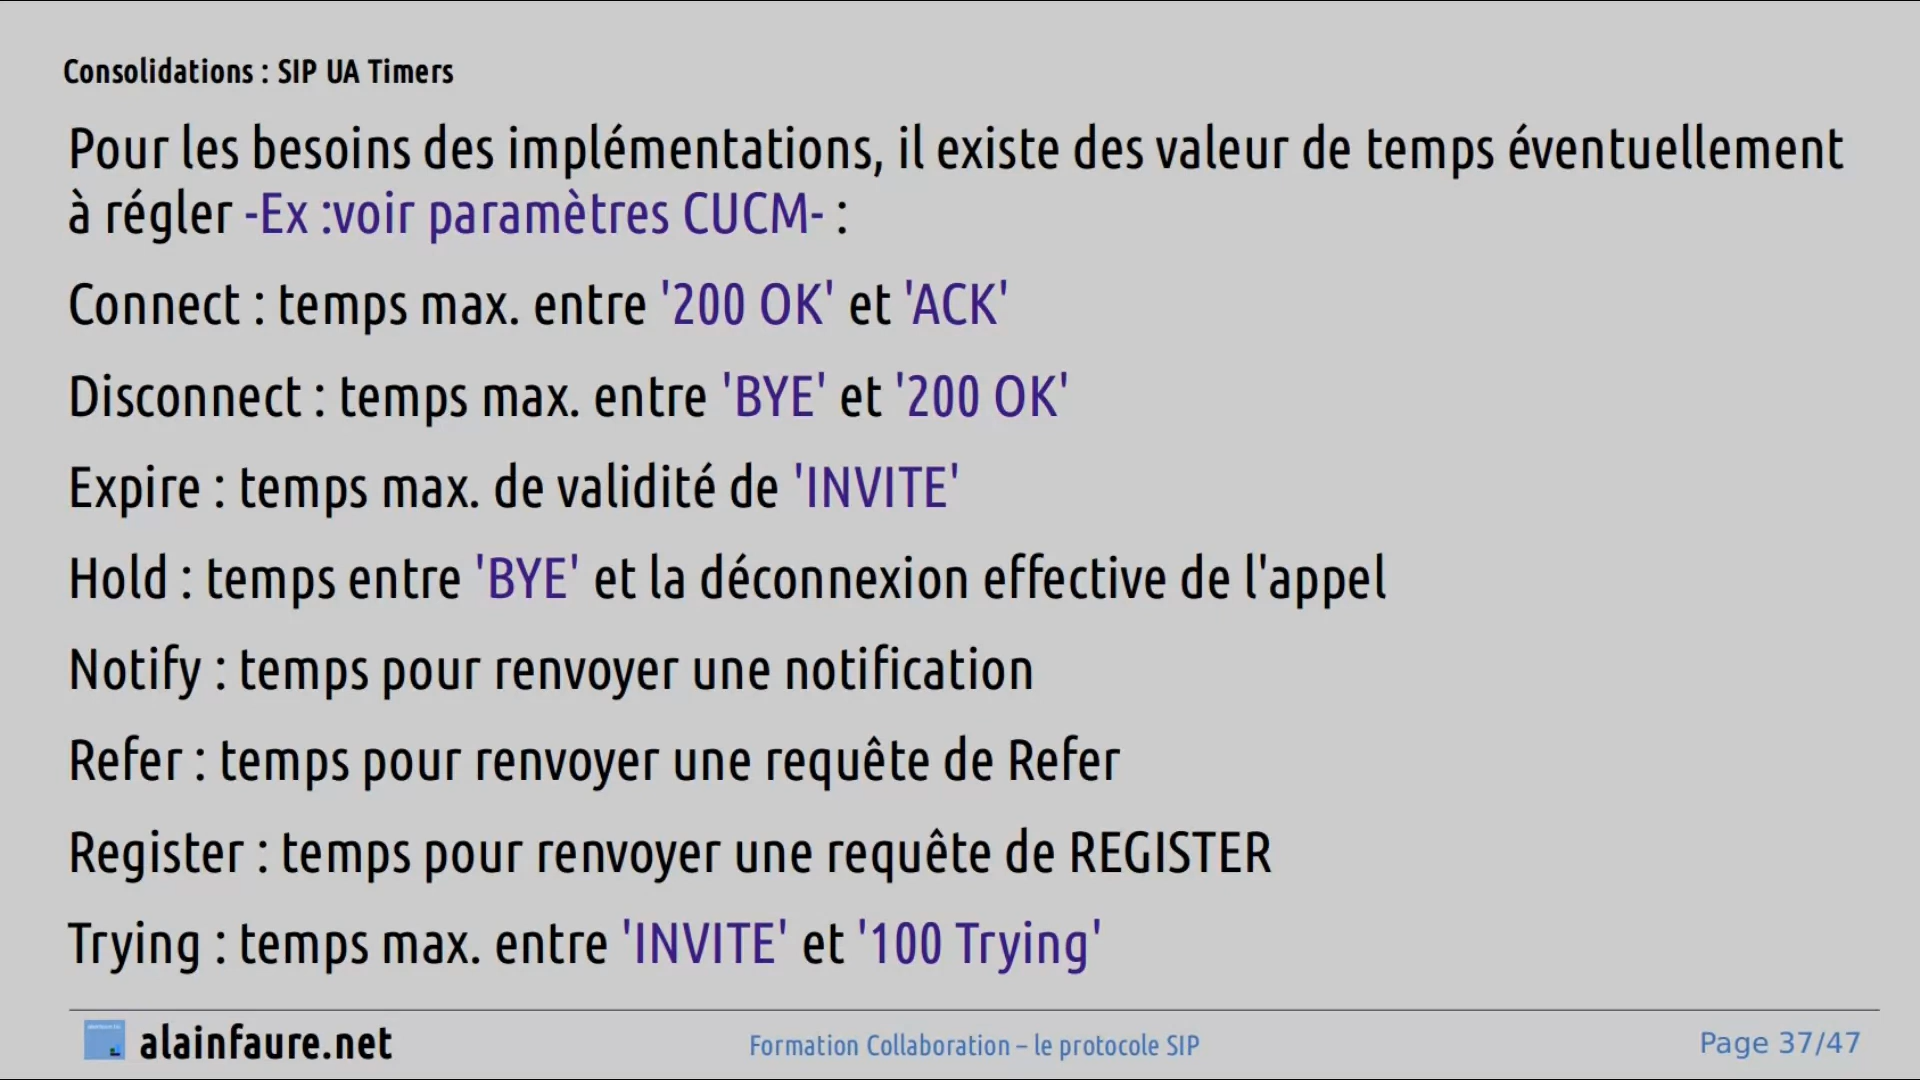 Consolidations : SIP UA Timers
Pour les besoins des implémentations, il existe des valeur de temps éventuellement
à régler -Ex :voir paramètres CUCM- :
Connect : temps max. entre '200 OK' et 'ACK'
Disconnect : temps max. entre 'BYE' et '200 OK'
Expire : temps max. de validité de 'INVITE'
Hold : temps entre 'BYE' et la déconnexion effective de l'appel
Notify : temps pour renvoyer une notification
Refer : temps pour renvoyer une requête de Refer
Register : temps pour renvoyer une requête de REGISTER
Trying : temps max. entre 'INVITE' et '100 Trying'
alainfaure.net
Formation Collaboration – le protocole SIP
Page 37/47